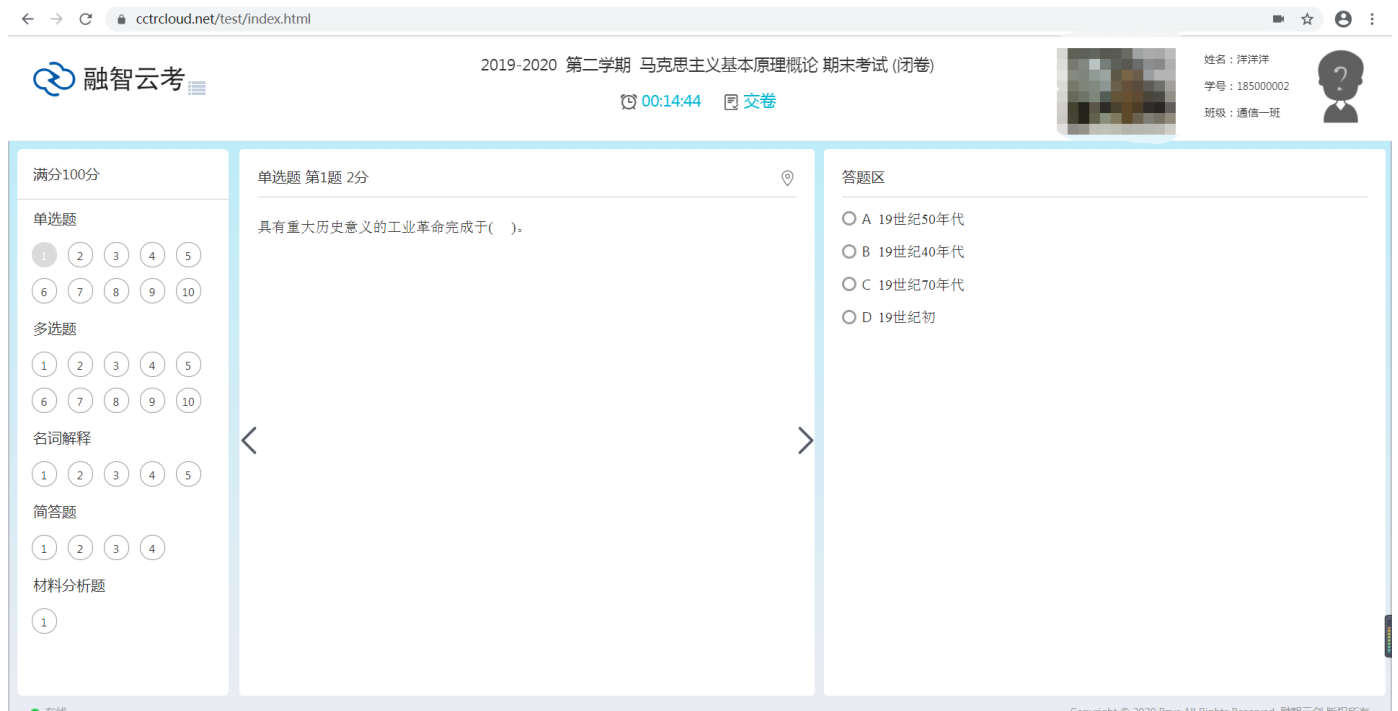 cctrcloud.net/test/index.html
融智云考
2019-2020 第二学期 马克思主义基本原理概论 期末考试 (闭卷)
00:14:44 交卷
姓名：洋洋洋
学号：185000002
班级：通信一班
?
满分100分
单选题
1 2 3 4 5
6 7 8 9 10
多选题
1 2 3 4 5
6 7 8 9 10
名词解释
1 2 3 4 5
简答题
1 2 3 4
材料分析题
1
单选题 第1题 2分
具有重大历史意义的工业革命完成于( )。
答题区
A 19世纪50年代
B 19世纪40年代
C 19世纪70年代
D 19世纪初
Copyright © 2020 All Rights Reserved.